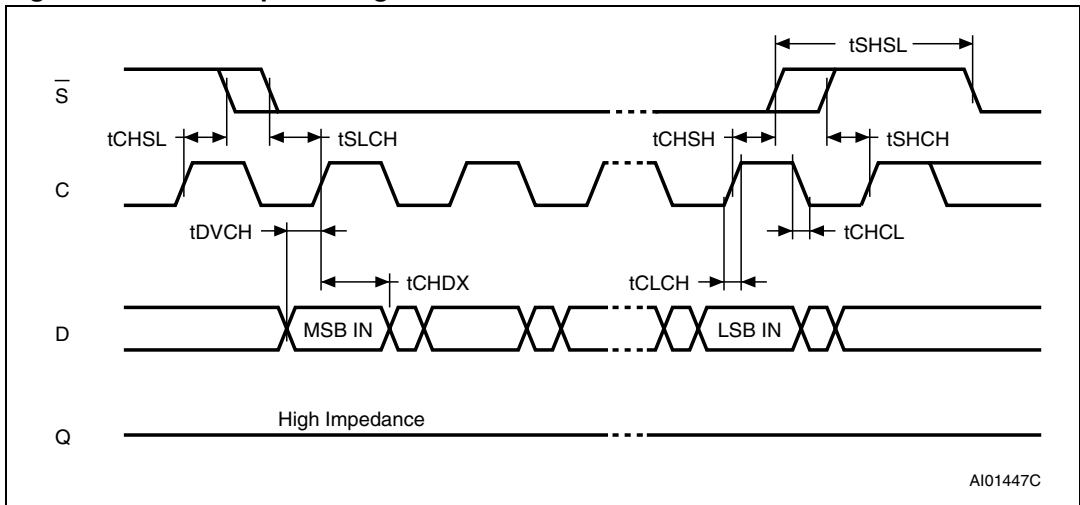 tSHSL
S
tCHSL
tSLCH
tCHSH
tSHCH
C
tDVCH
tCHCL
tCHDX
tCLCH
D
MSB IN
LSB IN
High Impedance
Q
AI01447C